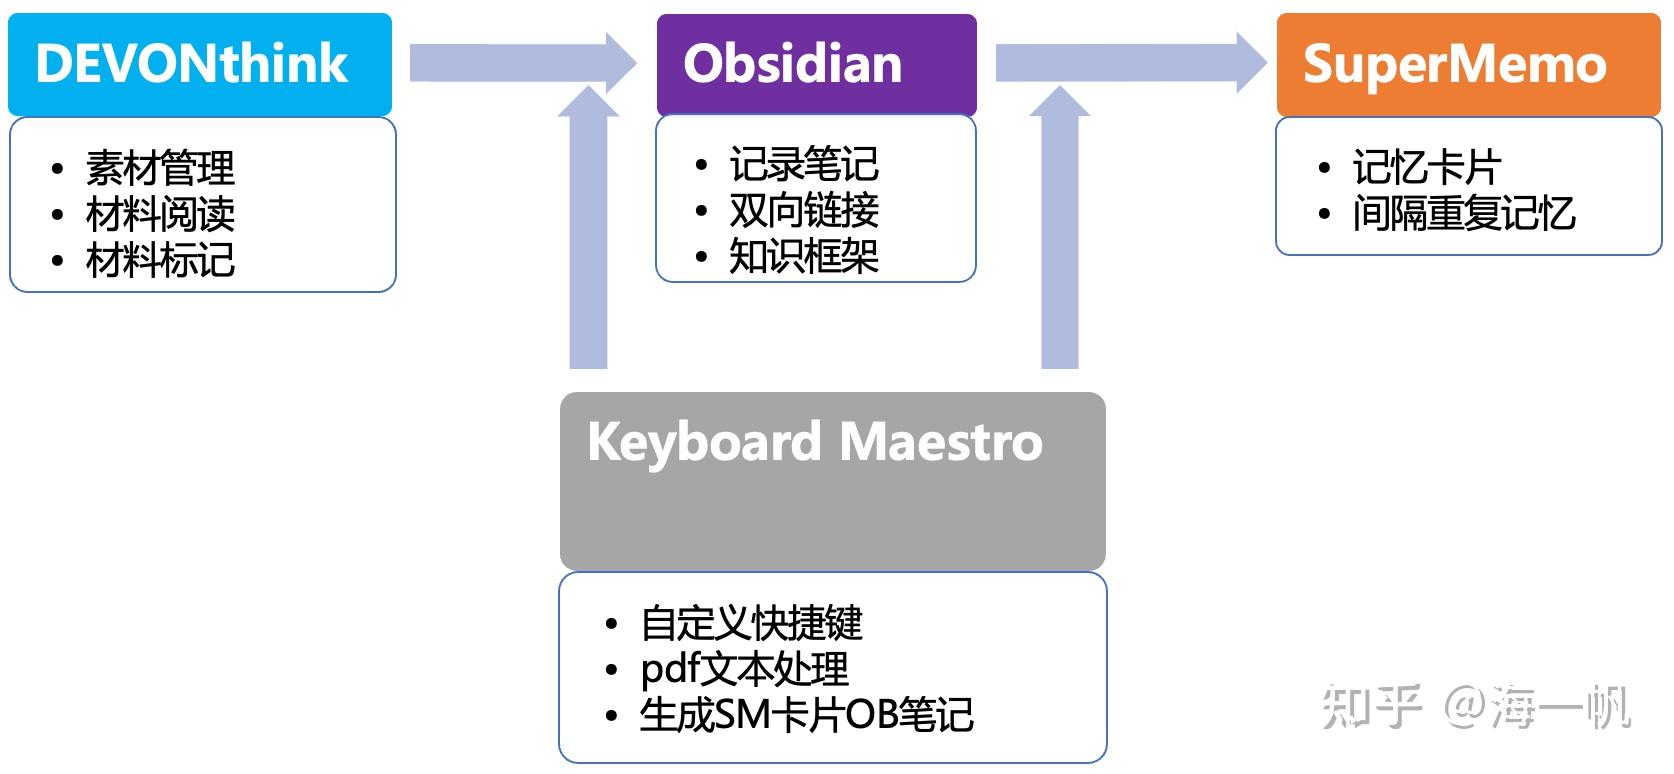 DEVONthink
• 素材管理
• 材料阅读
• 材料标记
Obsidian
• 记录笔记
• 双向链接
• 知识框架
SuperMemo
• 记忆卡片
• 间隔重复记忆
Keyboard Maestro
• 自定义快捷键
• pdf文本处理
• 生成SM卡片OB笔记
知乎 @海一帆